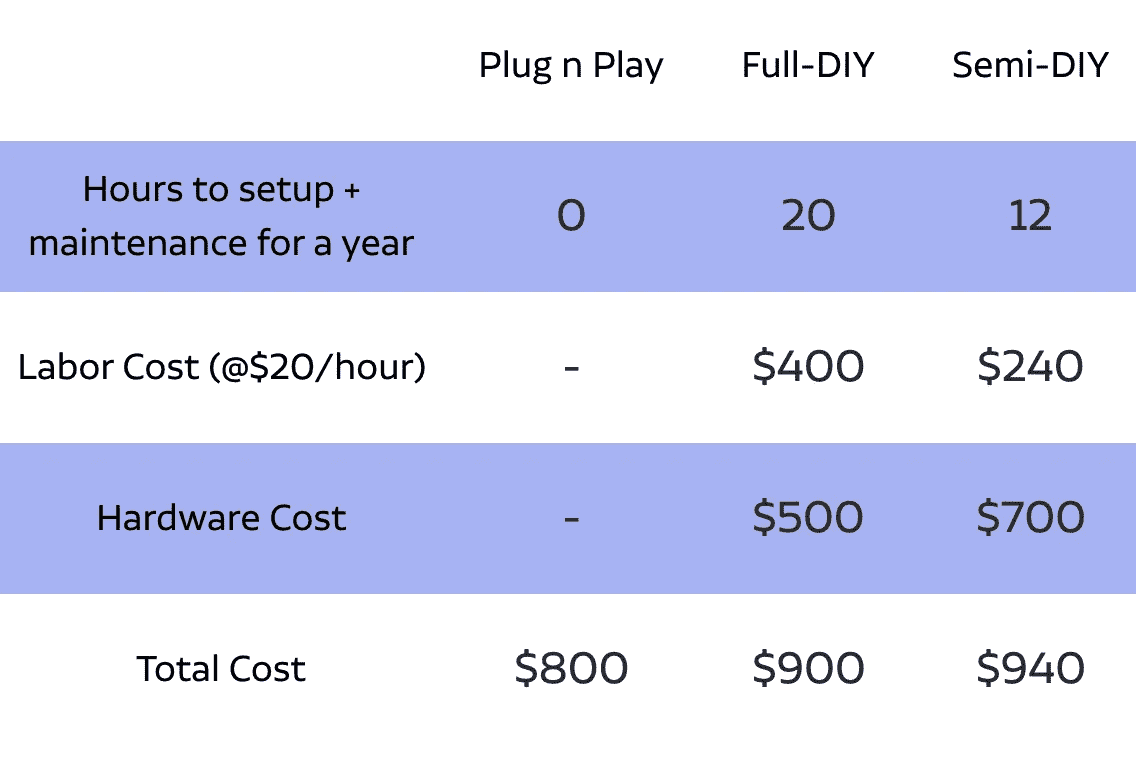 Plug n Play Full-DIY Semi-DIY
Hours to setup +
maintenance for a year 0 20 12
Labor Cost (@$20/hour) - $400 $240
Hardware Cost - $500 $700
Total Cost $800 $900 $940